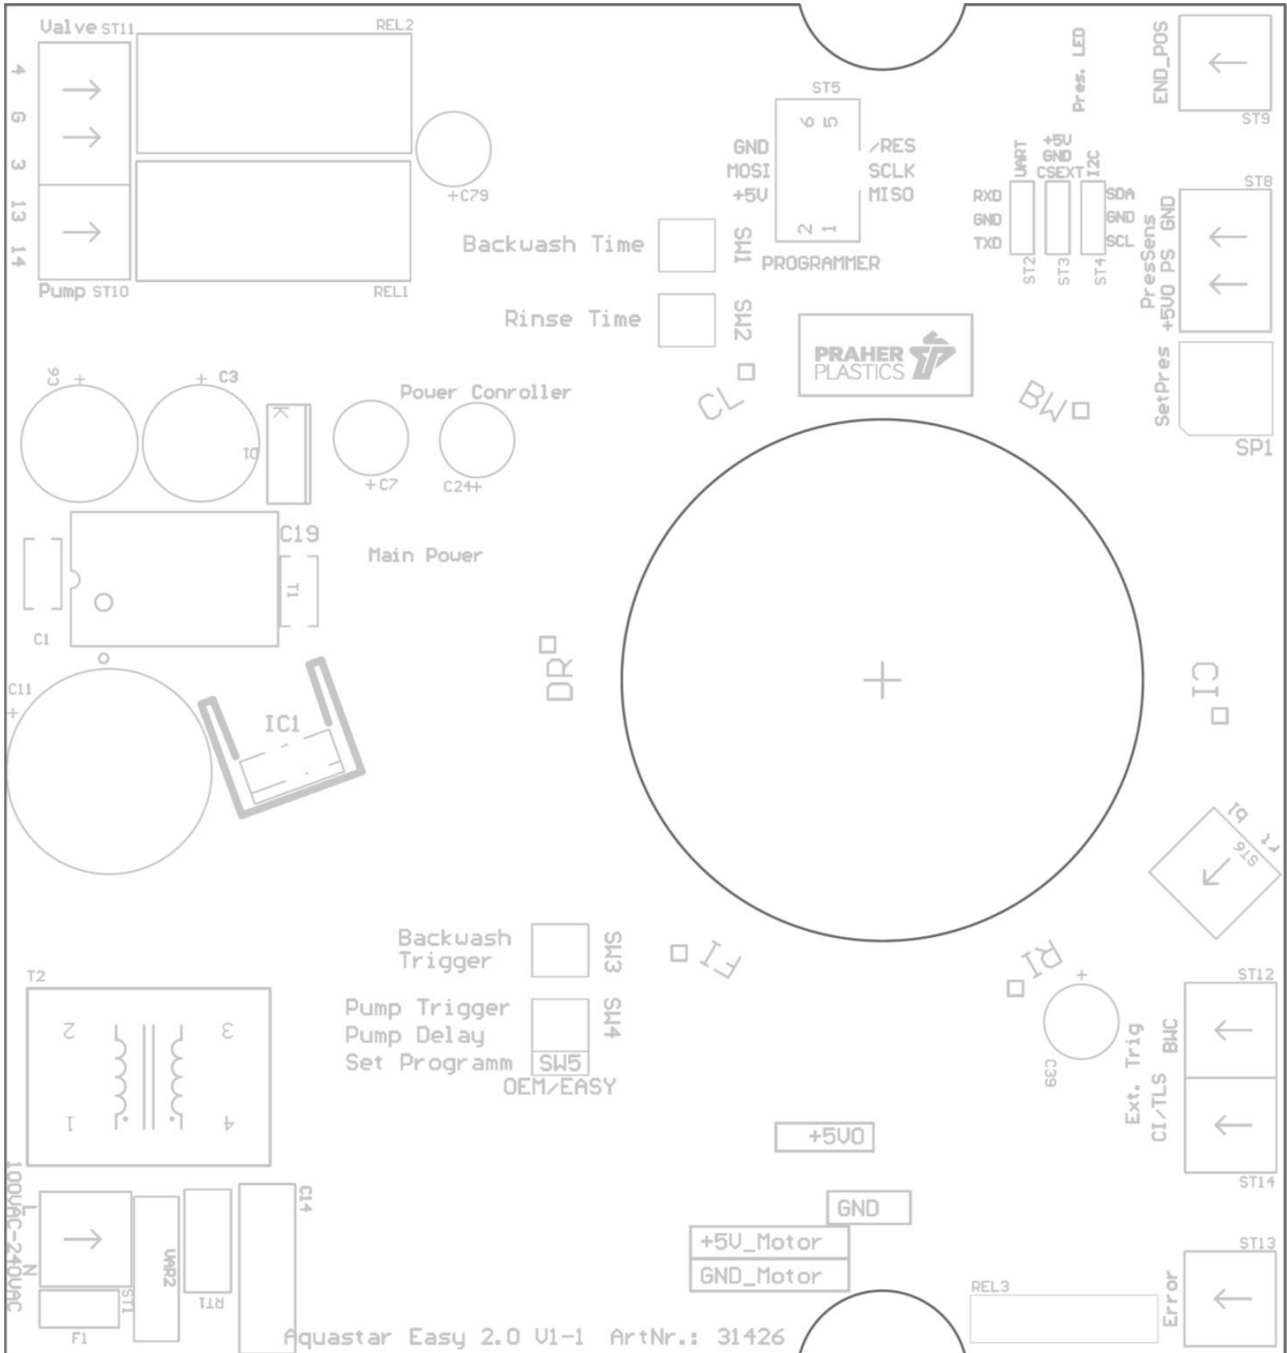 Valve ST11
REL2
4
G
3
13
14
Pump ST10
REL1
+C79
ST5
6 5
GND /RES
MOSI SCLK
+5V MISO
2 1
PROGRAMMER
Pres. LED
END_POS
ST9
UART
+5V
GND
CSEXT
I2C
RXD
GND
TXD
SDA
GND
SCL
ST2
ST3
ST4
ST8
PresSens
+5VO PS GND
Backwash Time
SW1
Rinse Time
SW2
PRAHER
PLASTICS
SetPres
SP1
CL
BW
C6
+
+ C3
K
D1
Power Conroller
+C7
C24+
C19
Main Power
T1
C1
C11
+
IC1
DR
CI
b1
rt
ST6
Backwash
Trigger
SW3
FI
RI
+
C39
Pump Trigger
Pump Delay
Set Programm
SW4
SW5
OEM/EASY
T2
2 3
1 4
ST12
Ext. Trig
BWC
CI/TLS
ST14
+5VO
GND
+5V_Motor
GND_Motor
100VAC-240VAC
L
N
ST1
VAR2
RT1
C14
F1
REL3
ST13
Error
Aquastar Easy 2.0 V1-1 ArtNr.: 31426